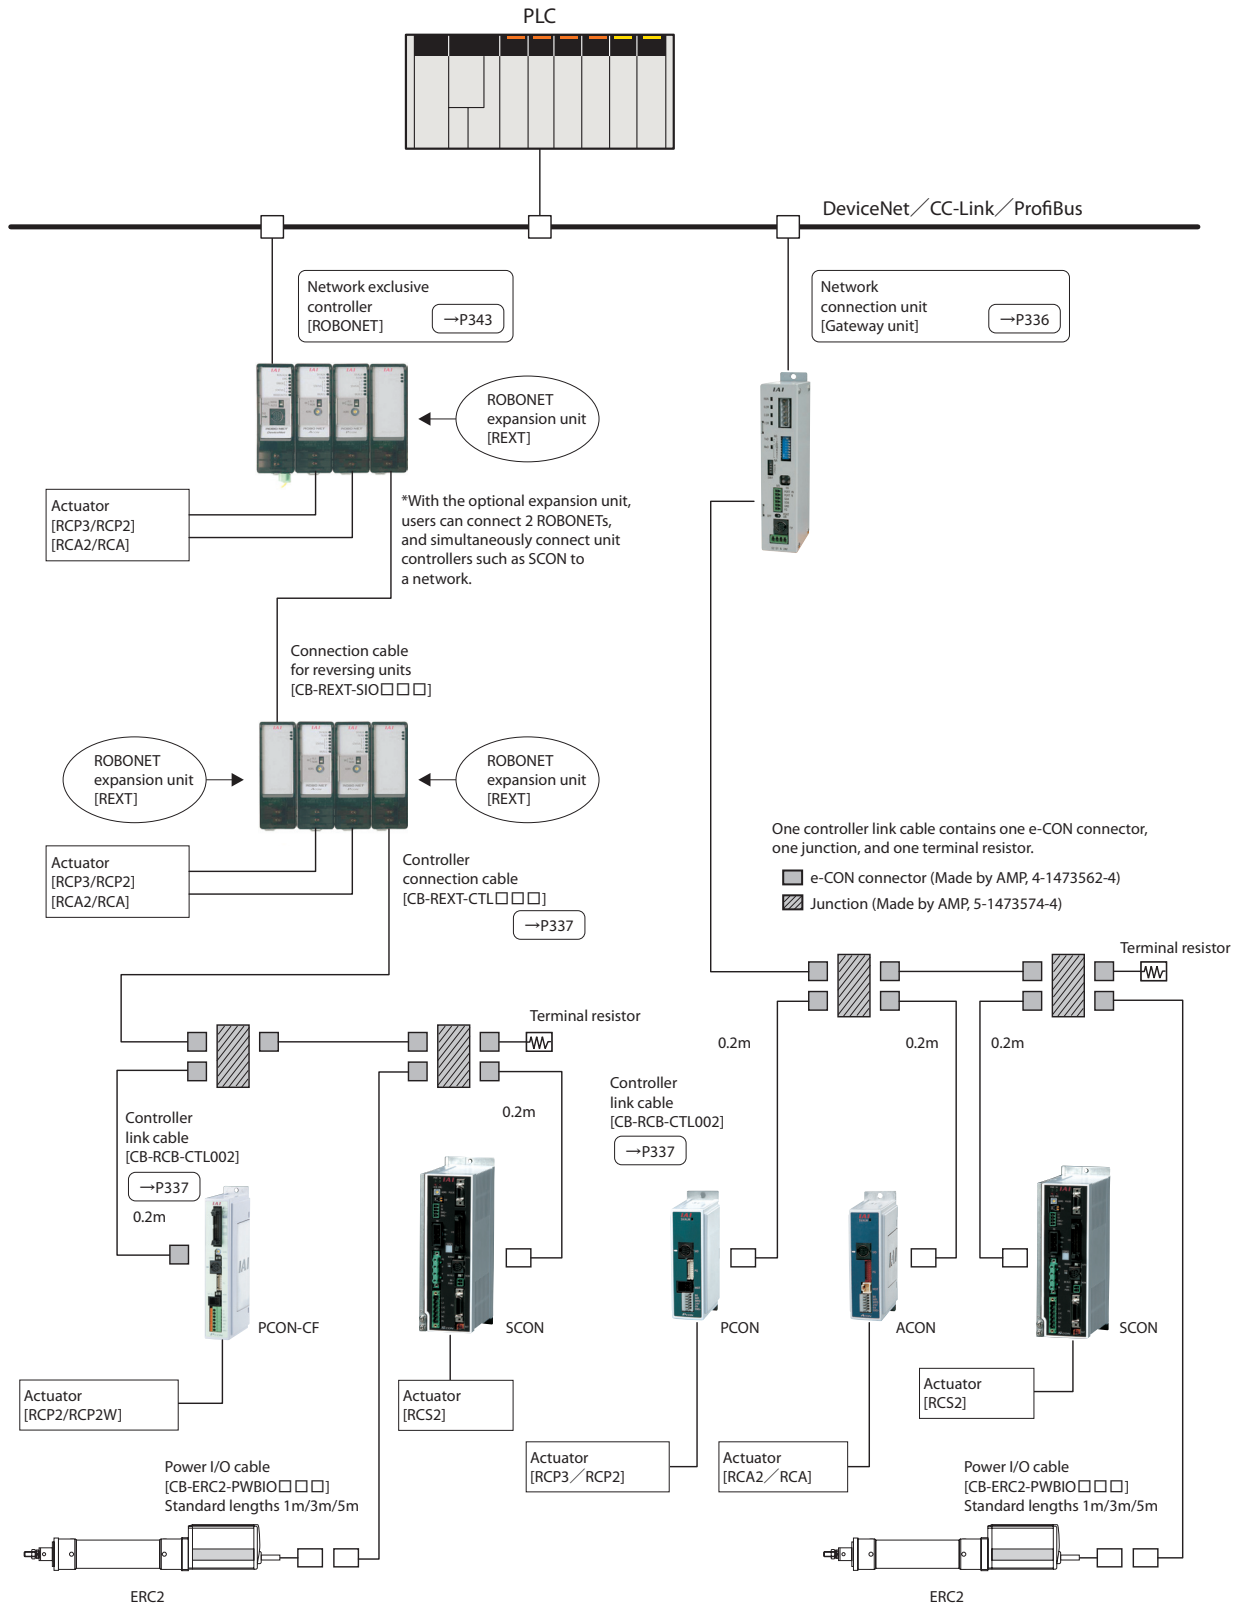 PLC
DeviceNet／CC-Link／ProfiBus
Network exclusive
controller
[ROBONET]
→P343
Network
connection unit
[Gateway unit]
→P336
IAI
ROBONET
expansion unit
[REXT]
Actuator
[RCP3/RCP2]
[RCA2/RCA]
*With the optional expansion unit,
users can connect 2 ROBONETs,
and simultaneously connect unit
controllers such as SCON to
a network.
Connection cable
for reversing units
[CB-REXT-SIO□□□]
ROBONET
expansion unit
[REXT]
ROBONET
expansion unit
[REXT]
Actuator
[RCP3/RCP2]
[RCA2/RCA]
Controller
connection cable
[CB-REXT-CTL□□□]
→P337
One controller link cable contains one e-CON connector,
one junction, and one terminal resistor.
e-CON connector (Made by AMP, 4-1473562-4)
Junction (Made by AMP, 5-1473574-4)
Terminal resistor
Terminal resistor
0.2m
0.2m
0.2m
Controller
link cable
[CB-RCB-CTL002]
→P337
0.2m
Controller
link cable
[CB-RCB-CTL002]
→P337
0.2m
PCON-CF
SCON
PCON
ACON
SCON
Actuator
[RCP2/RCP2W]
Actuator
[RCS2]
Actuator
[RCS2]
Actuator
[RCP3／RCP2]
Actuator
[RCA2／RCA]
Power I/O cable
[CB-ERC2-PWBIO□□□]
Standard lengths 1m/3m/5m
Power I/O cable
[CB-ERC2-PWBIO□□□]
Standard lengths 1m/3m/5m
ERC2
ERC2